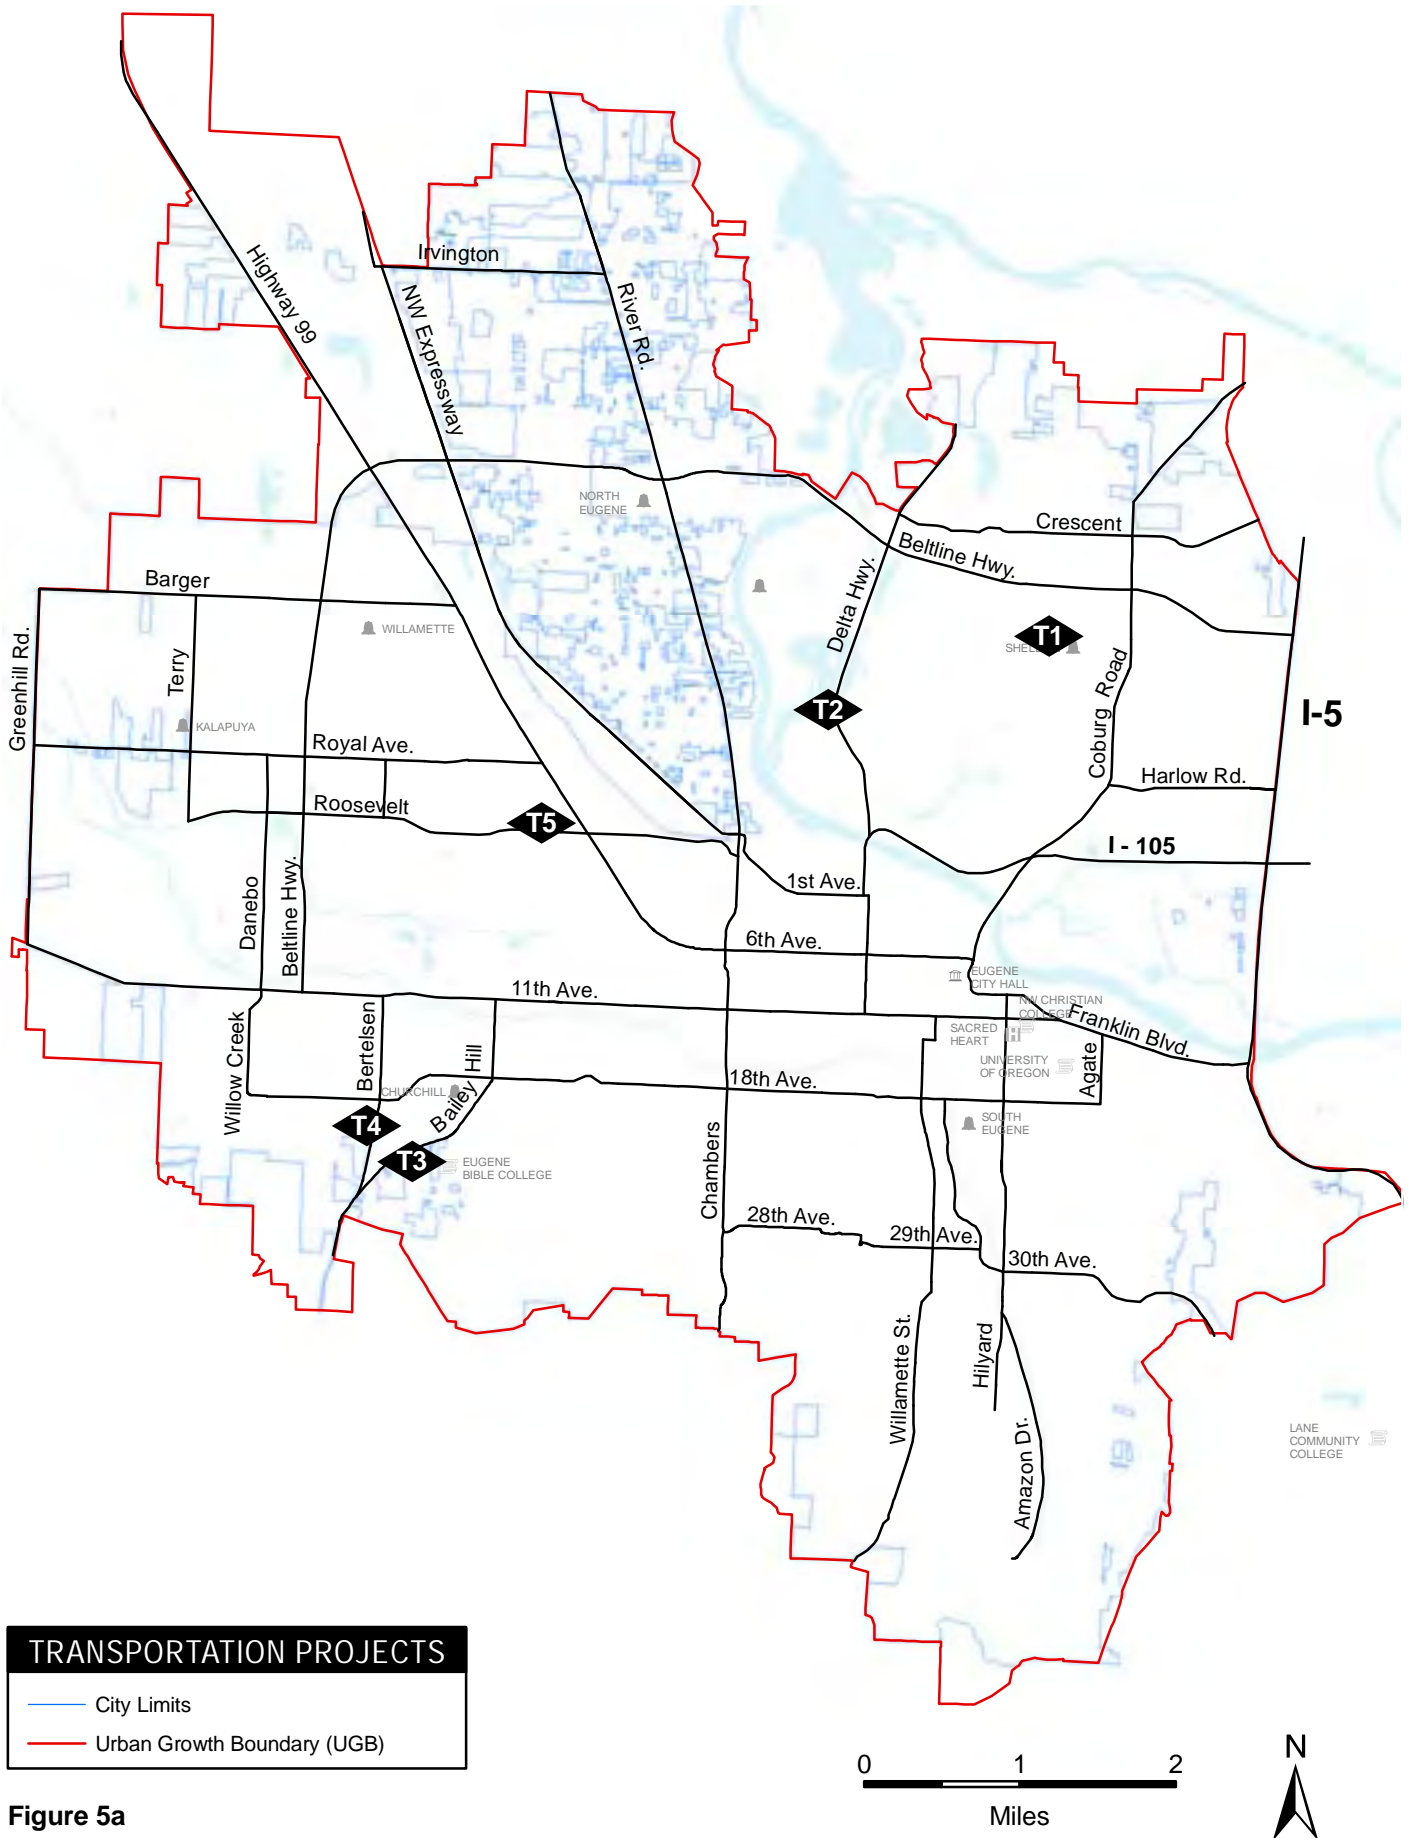 Irvington
Highway 99
NW Expressway
River Rd.
NORTH
EUGENE
Crescent
Beltline Hwy.
Delta Hwy.
Barger
WILLAMETTE
Greenhill Rd.
Terry
KALAPUYA
T1
T2
Coburg Road
I-5
Royal Ave.
Harlow Rd.
Roosevelt
T5
I - 105
1st Ave.
Danebo
Beltline Hwy.
6th Ave.
EUGENE
CITY HALL
11th Ave.
NW CHRISTIAN
COLLEGE
Franklin Blvd.
SACRED
HEART
H
UNIVERSITY
OF OREGON
Agate
Willow Creek
Bertelsen
Bailey Hill
CHURCHILL
18th Ave.
T4
SOUTH
EUGENE
T3
EUGENE
BIBLE COLLEGE
Chambers
28th Ave.
29th Ave.
30th Ave.
Willamette St.
Hilyard
Amazon Dr.
LANE
COMMUNITY
COLLEGE
TRANSPORTATION PROJECTS
City Limits
Urban Growth Boundary (UGB)
0 1 2
Miles
N
Figure 5a